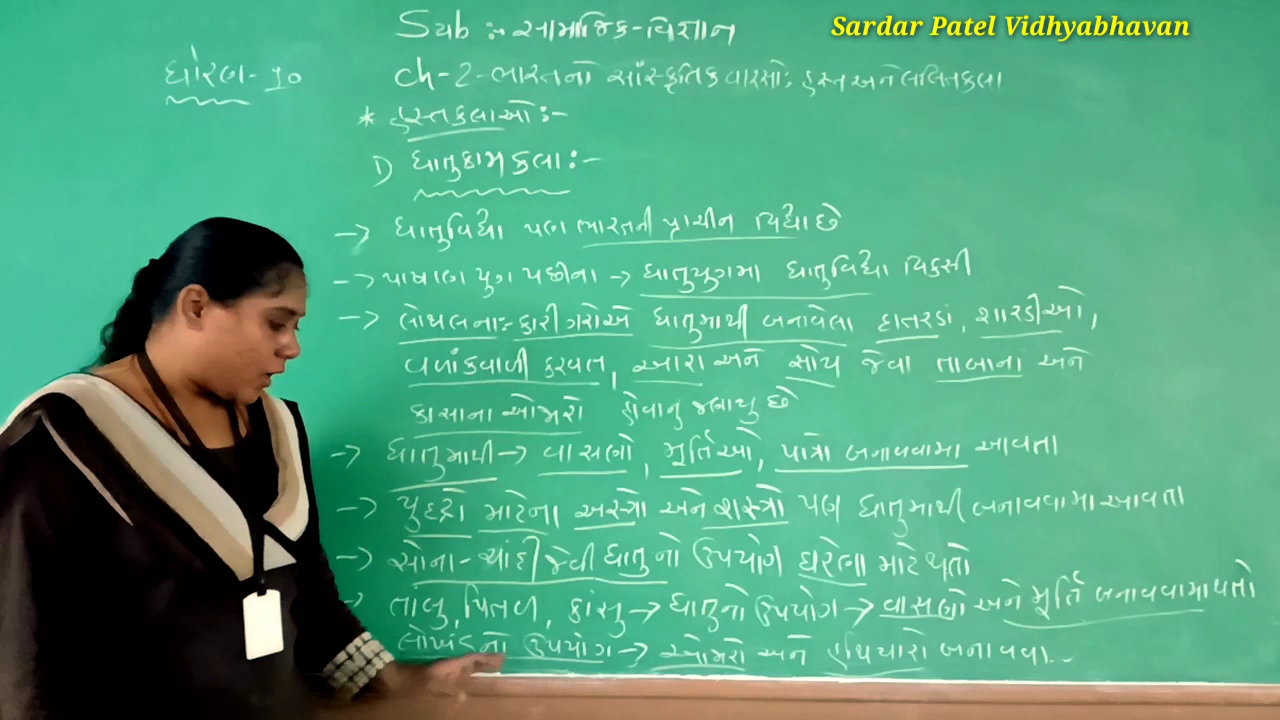 Sardar Patel Vidhyabhavan
Sub :- સામાજિક-વિજ્ઞાન
ધોરણ-૧૦
ch-2-ભારતનો સાંસ્કૃતિક વારસો: હસ્ત અને લલિતકલા
* હસ્તકલાઓ:-
1) ધાતુકામ કલા:-
-> ધાતુવિદ્યા પણ ભારતની પ્રાચીન વિદ્યા છે
-> પાષાણ યુગ પછીના -> ધાતુયુગમા ધાતુવિદ્યા વિકસી
-> લોથલના:- કારીગરોએ ધાતુમાથી બનાવેલા દાતરડા, શારડીઓ,
વળાંકવાળી કરવત, આરા અને સોય જેવા તાબાના અને
કાસાના ઓજારો હોવાનુ જણાયુ છે
-> ધાતુમાથી -> વાસણો, મૂર્તિઓ, પાત્રો બનાવવામા આવતા
-> યુદ્ધો માટેના અસ્ત્રો અને શસ્ત્રો પણ ધાતુમાથી બનાવવામા આવતા
-> સોના-ચાંદી જેવી ધાતુનો ઉપયોગ ઘરેણા માટે થતો
-> તાંબુ, પિતળ, કાંસુ -> ધાતુનો ઉપયોગ -> વાસણો અને મૂર્તિ બનાવવામા થતો
લોખંડનો ઉપયોગ -> ઓજારો અને હથિયારો બનાવવા..